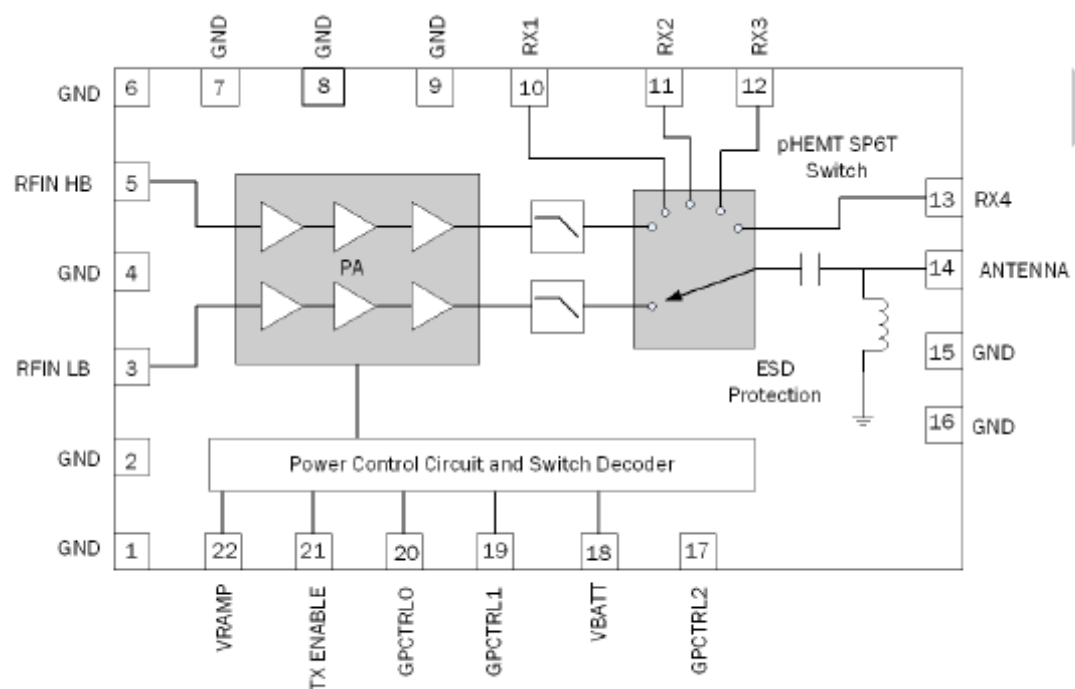 GND
GND
GND
RX1
RX2
RX3
GND
6
7
8
9
10
11
12
pHEMT SP6T
Switch
RFIN HB
5
13
RX4
GND
4
PA
14
ANTENNA
RFIN LB
3
15
GND
ESD
Protection
16
GND
GND
2
Power Control Circuit and Switch Decoder
GND
1
22
21
20
19
18
17
VRAMP
TX ENABLE
GPCTRL0
GPCTRL1
VBATT
GPCTRL2